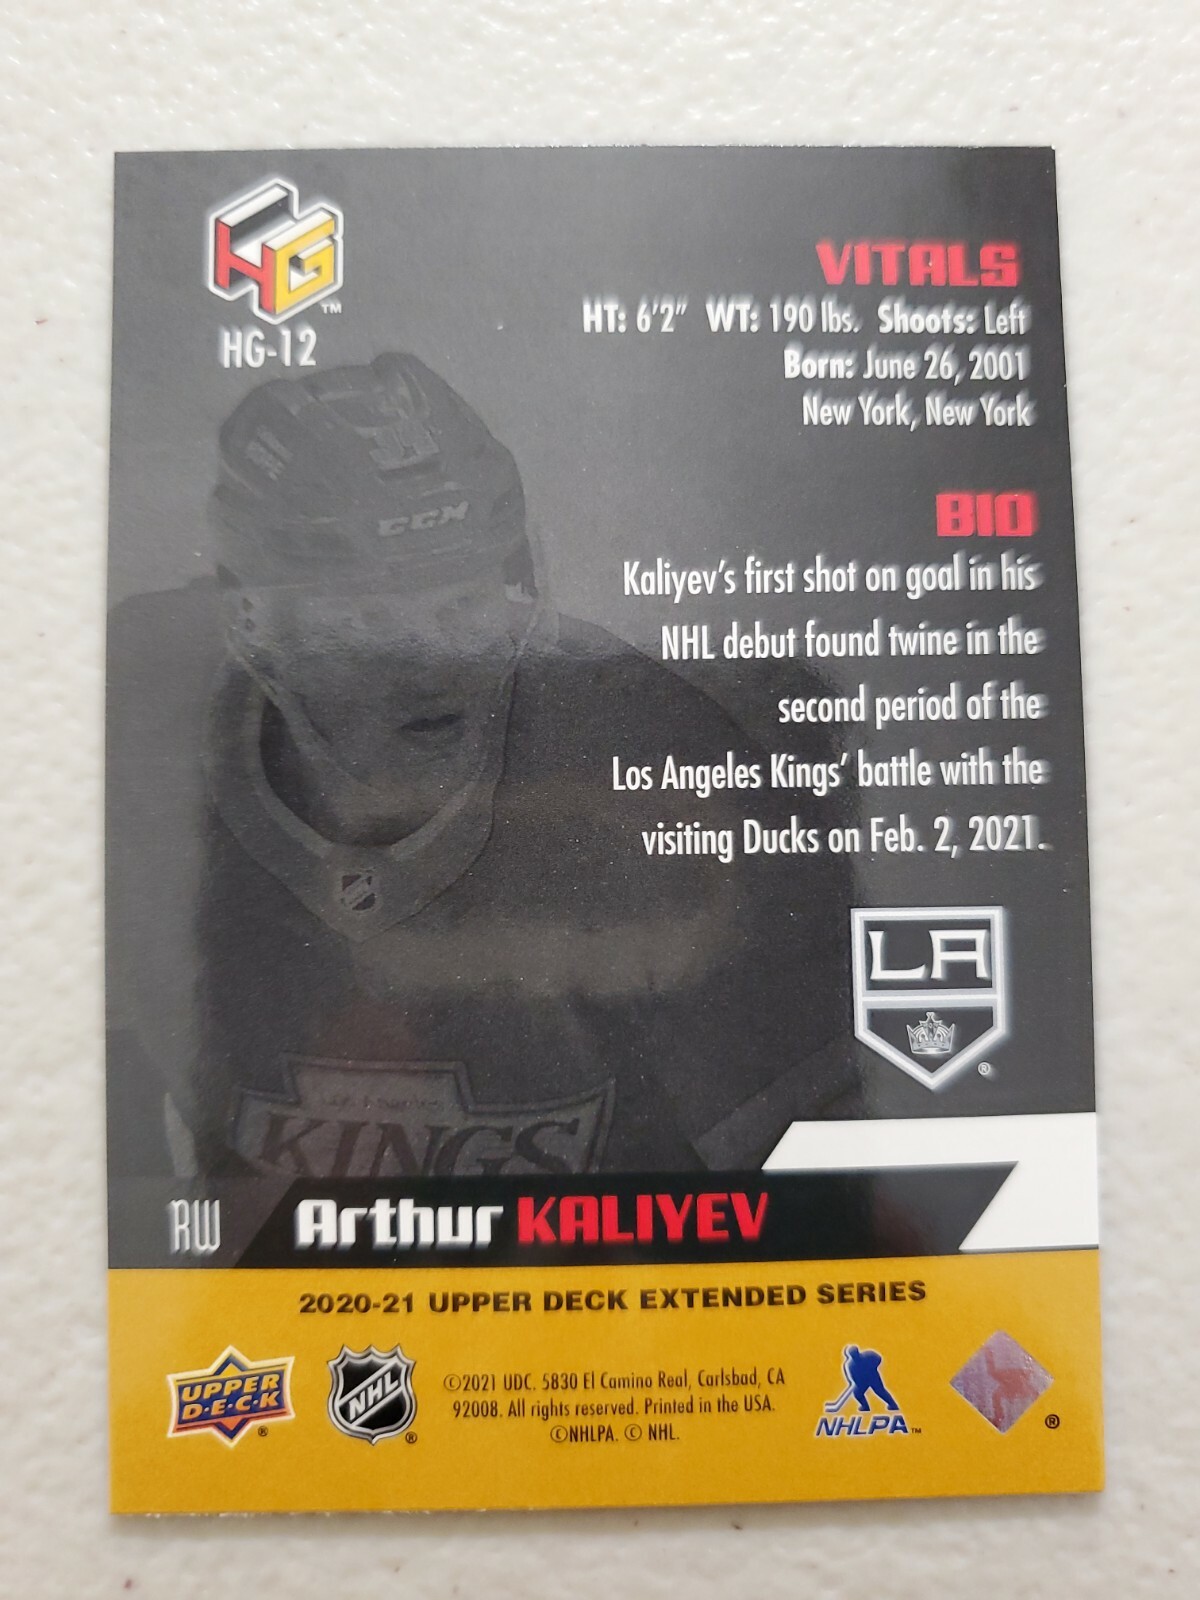 HG™
HG-12
VITALS
HT: 6'2" WT: 190 lbs. Shoots: Left
Born: June 26, 2001
New York, New York
BIO
Kaliyev's first shot on goal in his
NHL debut found twine in the
second period of the
Los Angeles Kings' battle with the
visiting Ducks on Feb. 2, 2021.
CCM
LA
®
Los Angeles
KINGS
RW Arthur KALIYEV
2020-21 UPPER DECK EXTENDED SERIES
UPPER
D·E·C·K
®
NHL
®
©2021 UDC. 5830 El Camino Real, Carlsbad, CA
92008. All rights reserved. Printed in the USA.
©NHLPA. © NHL.
NHLPA™
®